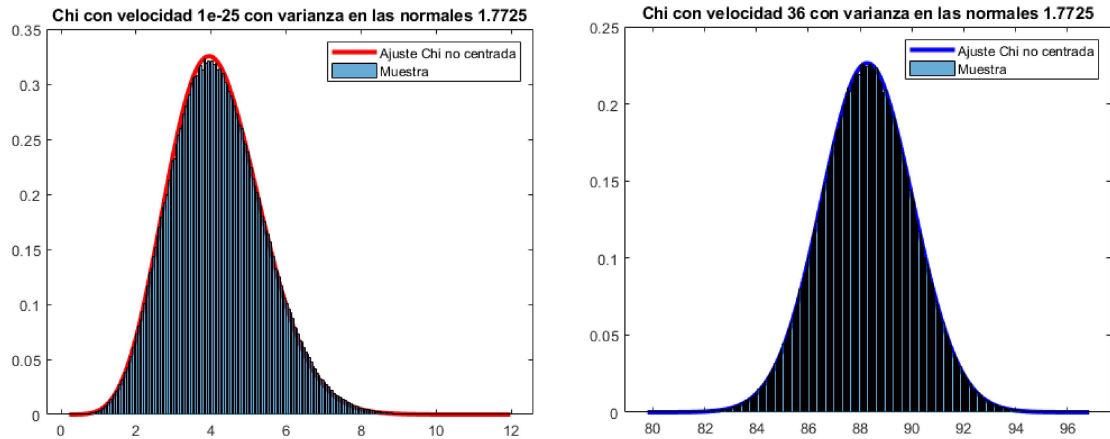 Chi con velocidad 1e-25 con varianza en las normales 1.7725
0.35
0.3
0.25
0.2
0.15
0.1
0.05
0
0 2 4 6 8 10 12
Ajuste Chi no centrada
Muestra
Chi con velocidad 36 con varianza en las normales 1.7725
0.25
0.2
0.15
0.1
0.05
0
80 82 84 86 88 90 92 94 96
Ajuste Chi no centrada
Muestra